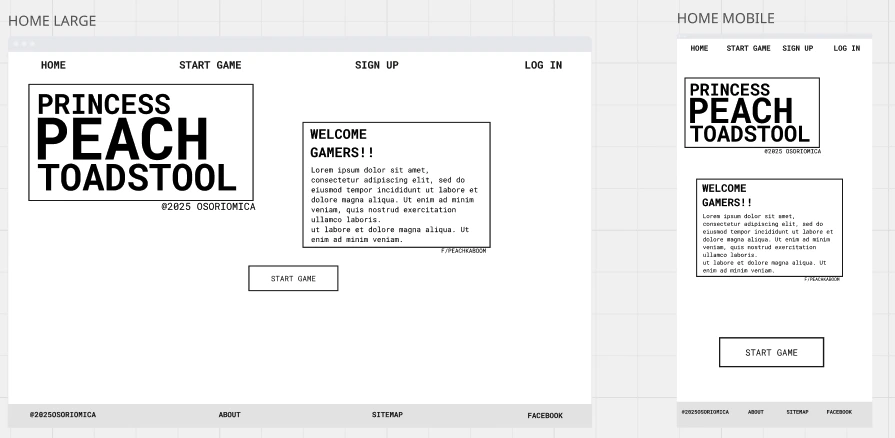 HOME LARGE
HOME START GAME SIGN UP LOG IN
PRINCESS
PEACH
TOADSTOOL
@2025 OSORIOMICA
WELCOME
GAMERS!!
Lorem ipsum dolor sit amet,
consectetur adipiscing elit, sed do
eiusmod tempor incididunt ut labore et
dolore magna aliqua. Ut enim ad minim
veniam, quis nostrud exercitation
ullamco laboris.
ut labore et dolore magna aliqua. Ut
enim ad minim veniam.
F/PEACHKABOOM
START GAME
@2025OSORIOMICA ABOUT SITEMAP FACEBOOK
HOME MOBILE
HOME START GAME SIGN UP LOG IN
PRINCESS
PEACH
TOADSTOOL
@2025 OSORIOMICA
WELCOME
GAMERS!!
Lorem ipsum dolor sit amet,
consectetur adipiscing elit, sed do
eiusmod tempor incididunt ut labore et
dolore magna aliqua. Ut enim ad minim
veniam, quis nostrud exercitation
ullamco laboris.
ut labore et dolore magna aliqua. Ut
enim ad minim veniam.
F/PEACHKABOOM
START GAME
@2025OSORIOMICA ABOUT SITEMAP FACEBOOK